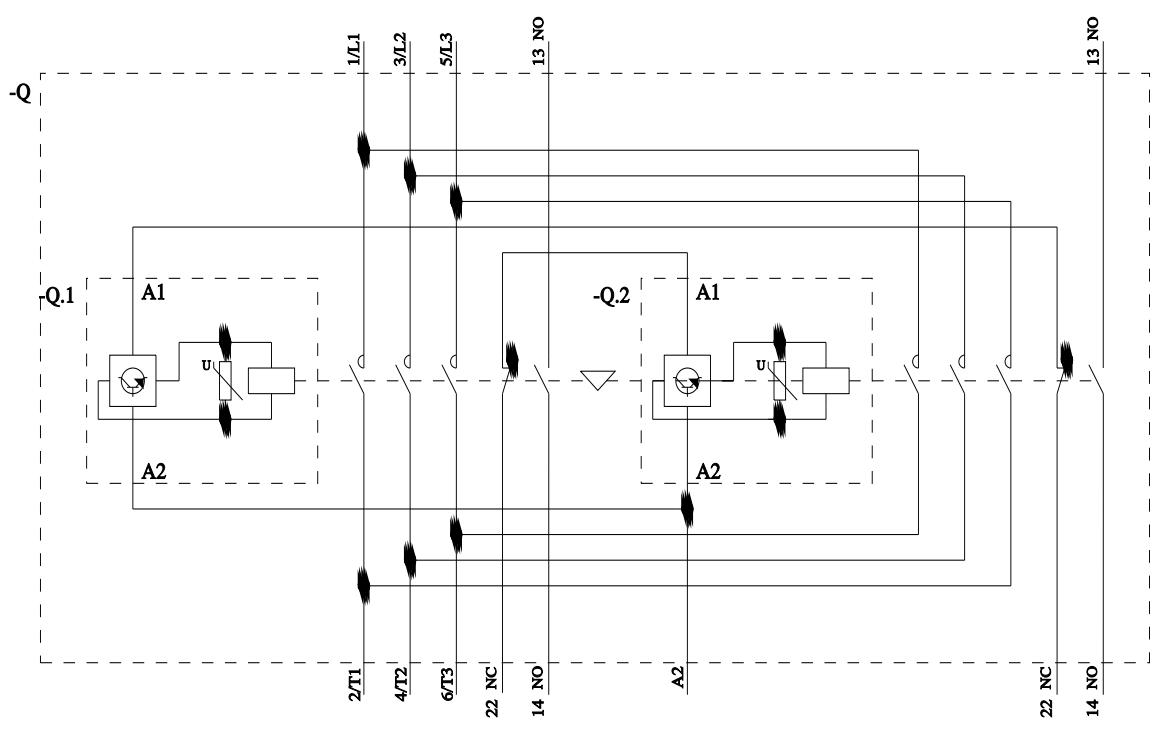 1/L1
3/L2
5/L3
13 NO
13 NO
-Q
-Q.1
A1
-Q.2
A1
U
U
A2
A2
2/T1
4/T2
6/T3
22 NC
14 NO
A2
22 NC
14 NO